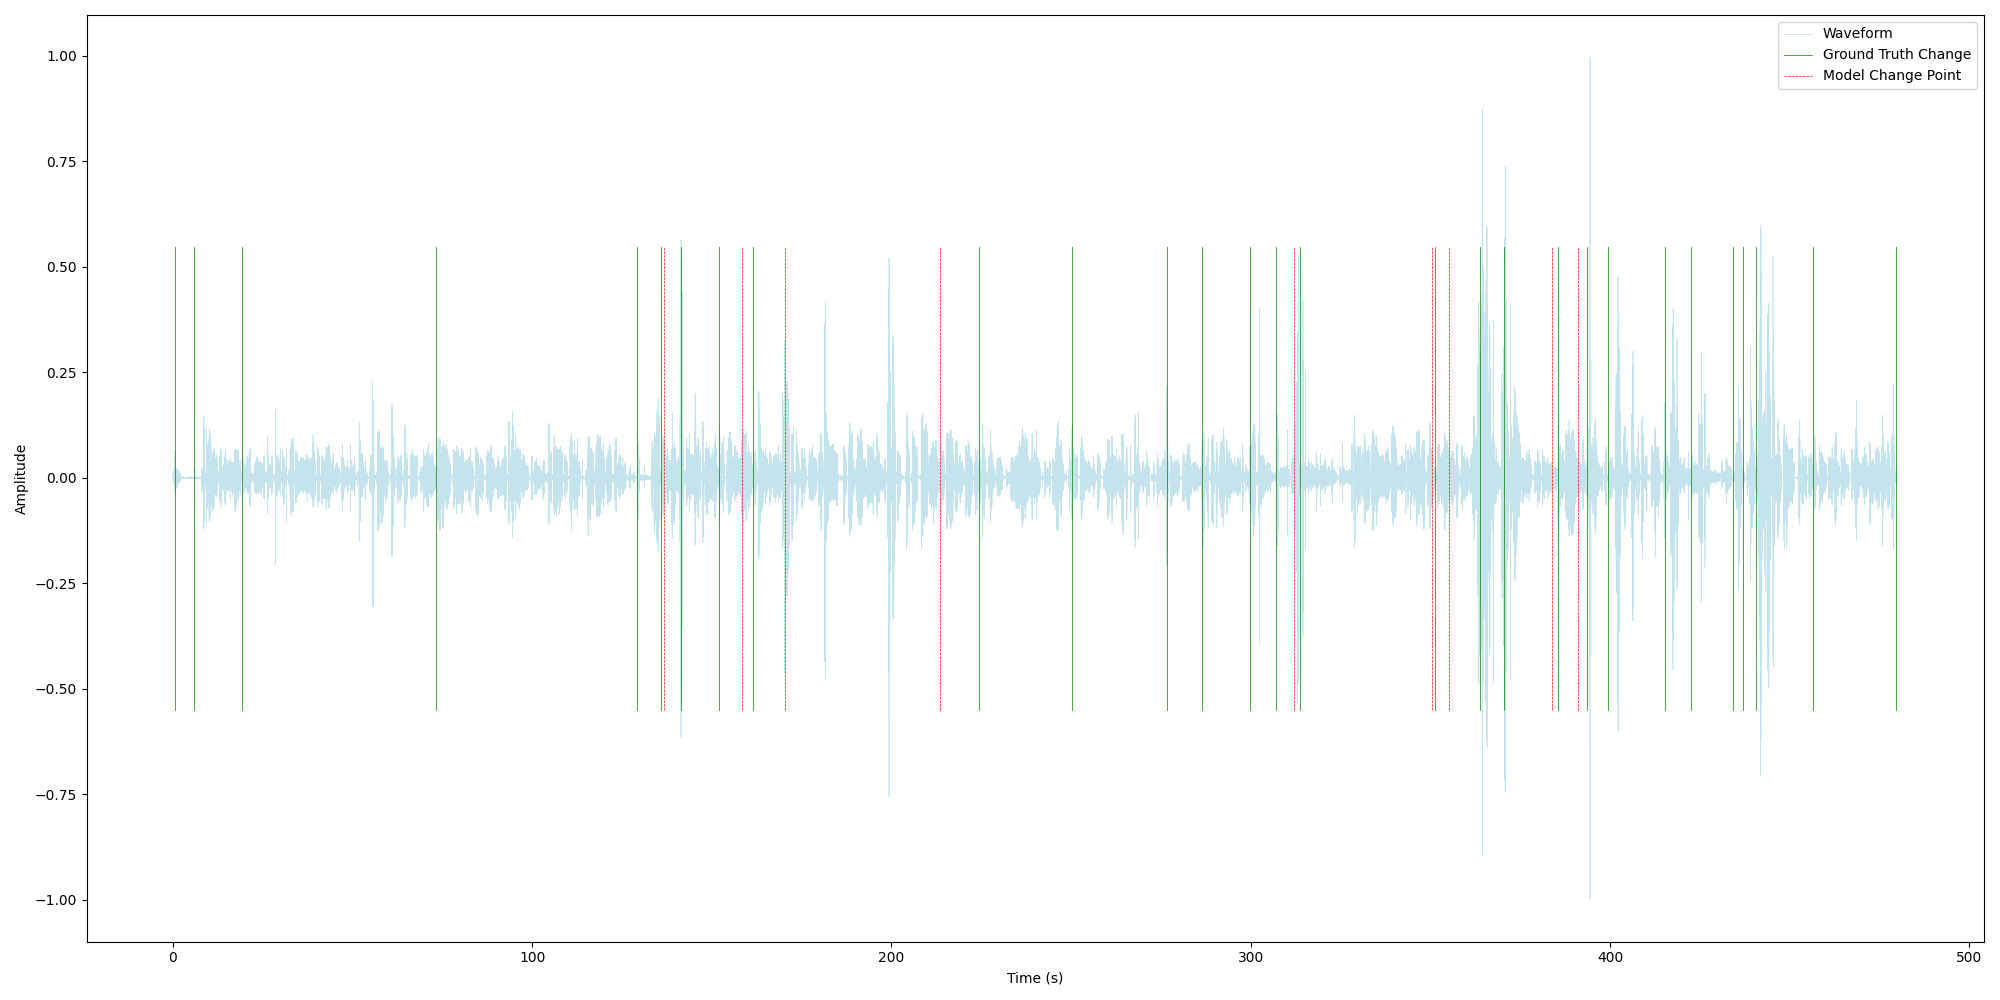 Waveform
Ground Truth Change
Model Change Point
1.00
0.75
0.50
0.25
0.00
−0.25
−0.50
−0.75
−1.00
Amplitude
0 100 200 300 400 500
Time (s)